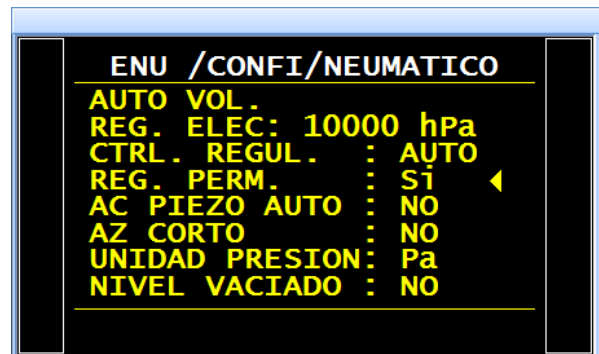 ENU /CONFI/NEUMATICO
AUTO VOL.
REG. ELEC: 10000 hPa
CTRL. REGUL. : AUTO
REG. PERM. : Si ◀
AC PIEZO AUTO : NO
AZ CORTO : NO
UNIDAD PRESION: Pa
NIVEL VACIADO : NO